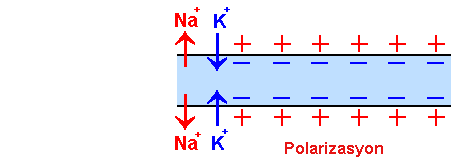 Na⁺ K⁺
+ + + + + +
− − − − − −
− − − − − −
+ + + + + +
Na⁺ K⁺
Polarizasyon